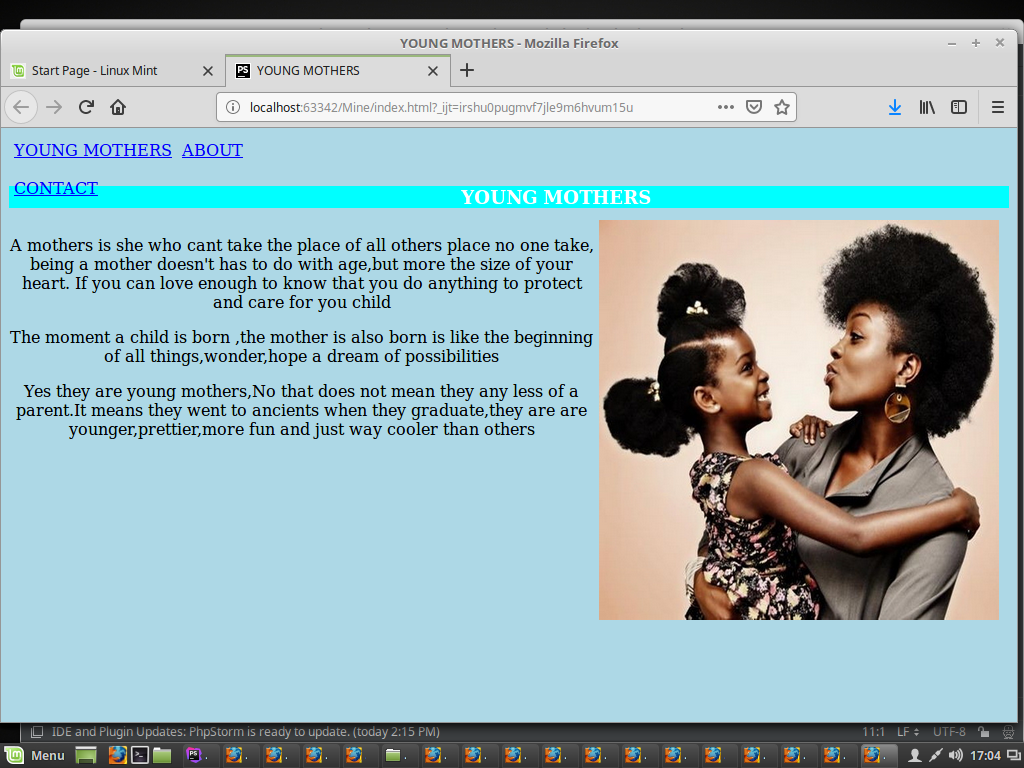 YOUNG MOTHERS - Mozilla Firefox
Start Page - Linux Mint
PS YOUNG MOTHERS
localhost:63342/Mine/index.html?_ijt=irshu0pugmvf7jle9m6hvum15u
YOUNG MOTHERS ABOUT
CONTACT
YOUNG MOTHERS
A mothers is she who cant take the place of all others place no one take,
being a mother doesn't has to do with age,but more the size of your
heart. If you can love enough to know that you do anything to protect
and care for you child
The moment a child is born ,the mother is also born is like the beginning
of all things,wonder,hope a dream of possibilities
Yes they are young mothers,No that does not mean they any less of a
parent.It means they went to ancients when they graduate,they are are
younger,prettier,more fun and just way cooler than others
IDE and Plugin Updates: PhpStorm is ready to update. (today 2:15 PM) 11:1 LF UTF-8
Menu PS 17:04